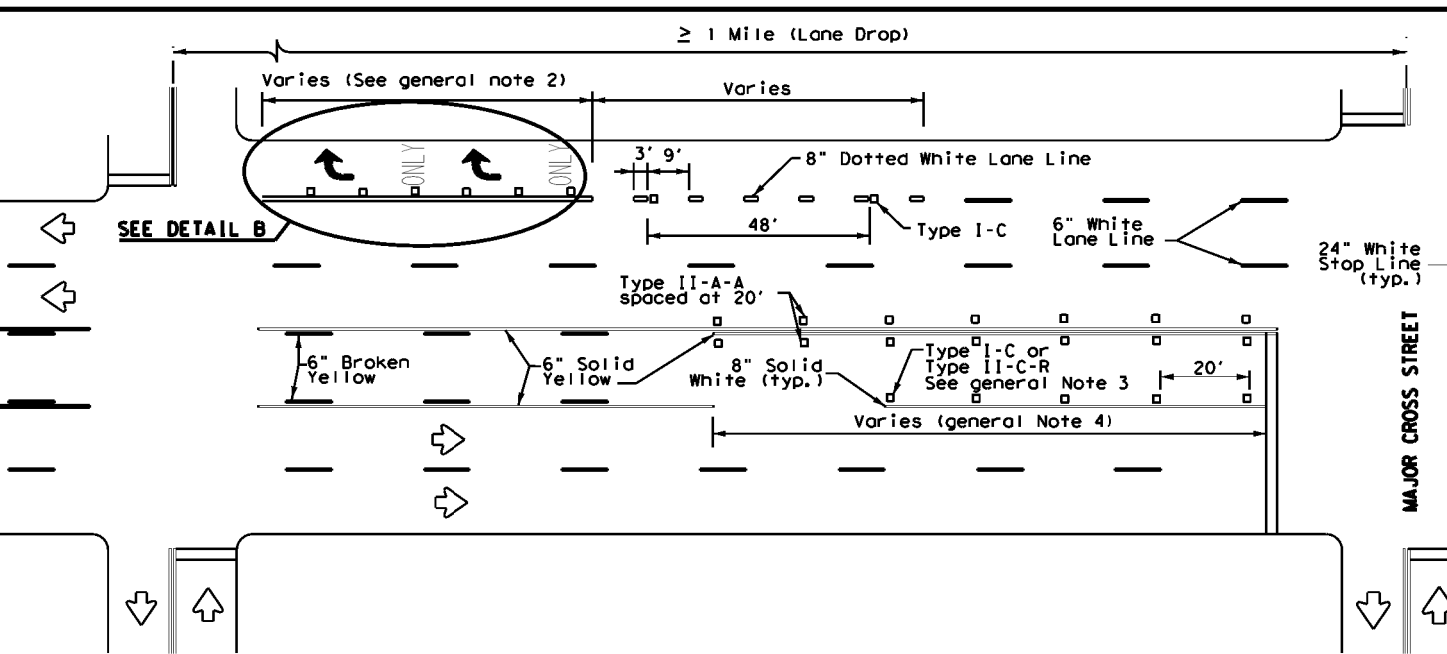 ≥ 1 Mile (Lane Drop)
Varies (See general note 2)
Varies
ONLY
ONLY
3' 9'
8" Dotted White Lane Line
SEE DETAIL B
48'
Type I-C
6" White
Lane Line
24" White
Stop Line
(typ.)
Type II-A-A
spaced at 20'
6" Broken
Yellow
6" Solid
Yellow
8" Solid
White (typ.)
Type I-C or
Type II-C-R
See general Note 3
20'
Varies (general Note 4)
MAJOR CROSS STREET